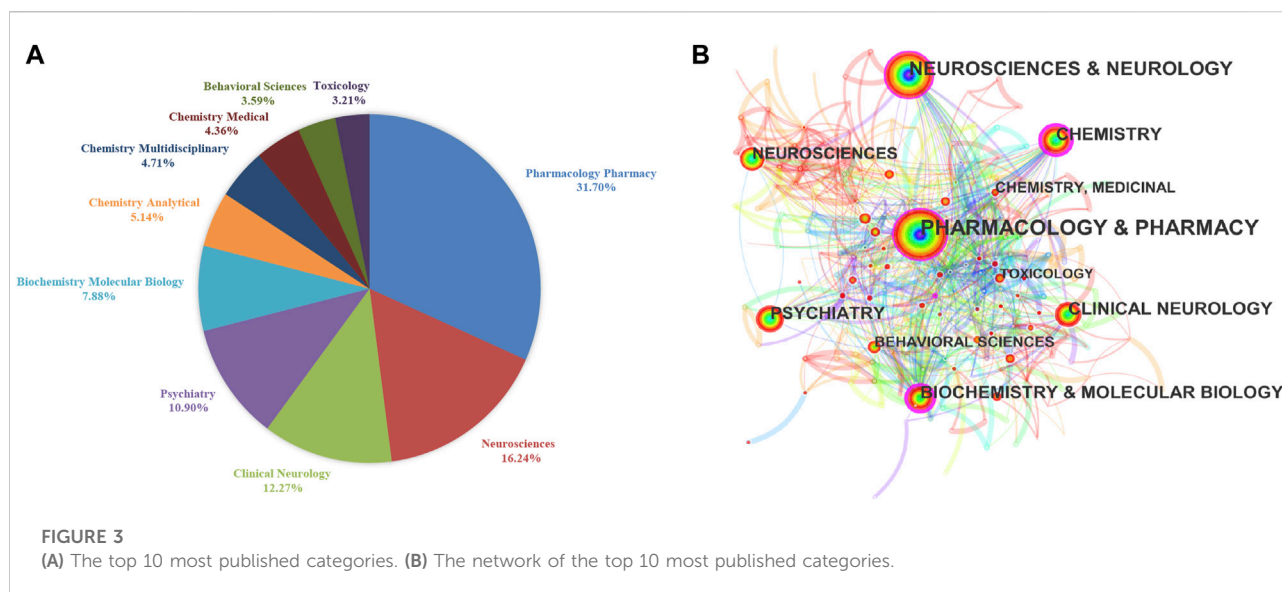 A
Behavioral Sciences
3.59%
Toxicology
3.21%
Chemistry Medical
4.36%
Chemistry Multidisciplinary
4.71%
Chemistry Analytical
5.14%
Biochemistry Molecular Biology
7.88%
Psychiatry
10.90%
Clinical Neurology
12.27%
Neurosciences
16.24%
Pharmacology Pharmacy
31.70%
B
NEUROSCIENCES & NEUROLOGY
CHEMISTRY
NEUROSCIENCES
CHEMISTRY, MEDICINAL
PHARMACOLOGY & PHARMACY
TOXICOLOGY
PSYCHIATRY
CLINICAL NEUROLOGY
BEHAVIORAL SCIENCES
BIOCHEMISTRY & MOLECULAR BIOLOGY
FIGURE 3
(A) The top 10 most published categories. (B) The network of the top 10 most published categories.